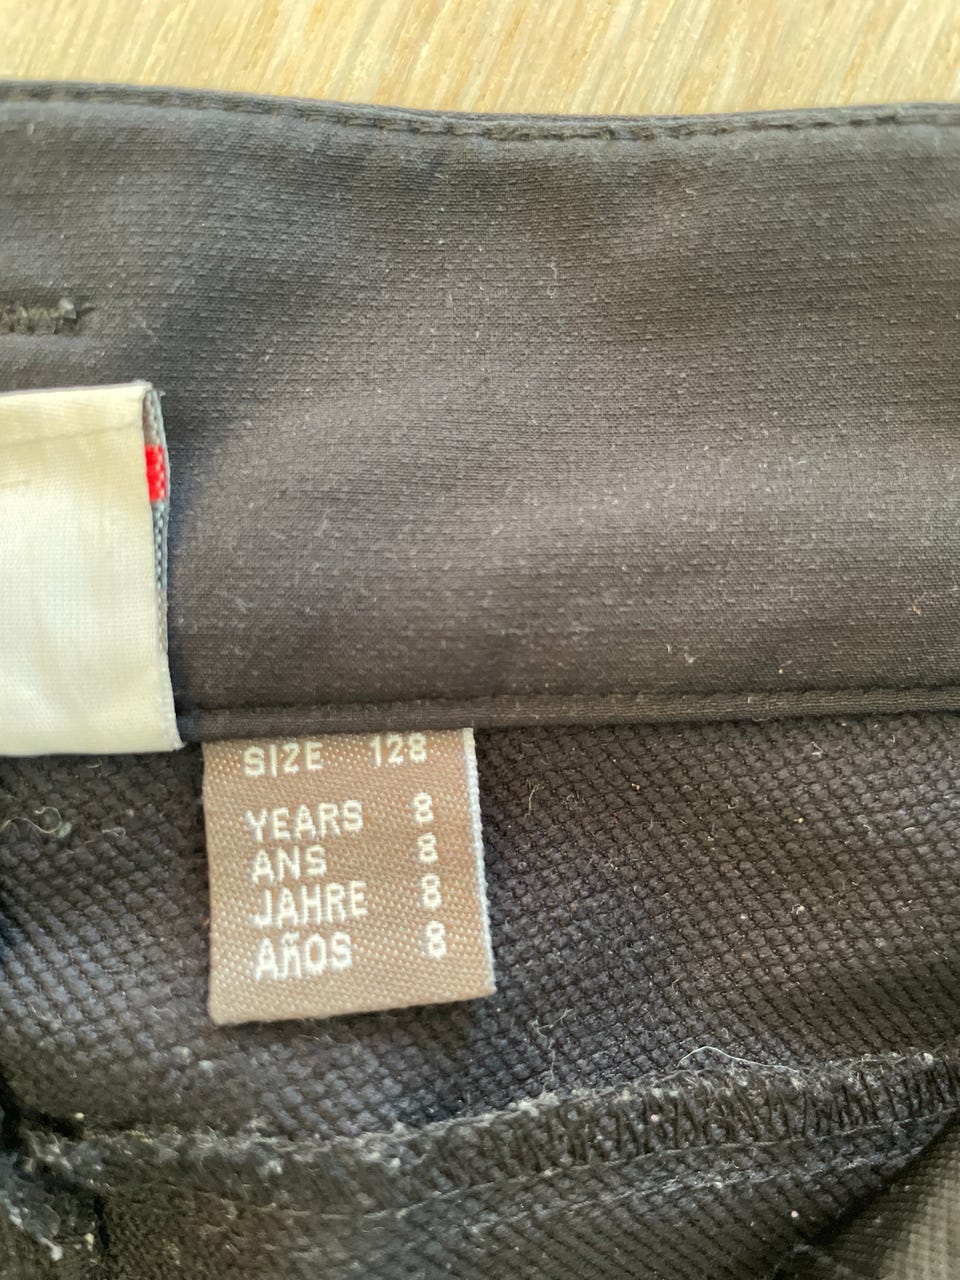 SIZE 128
YEARS 8
ANS 8
JAHRE 8
AÑOS 8